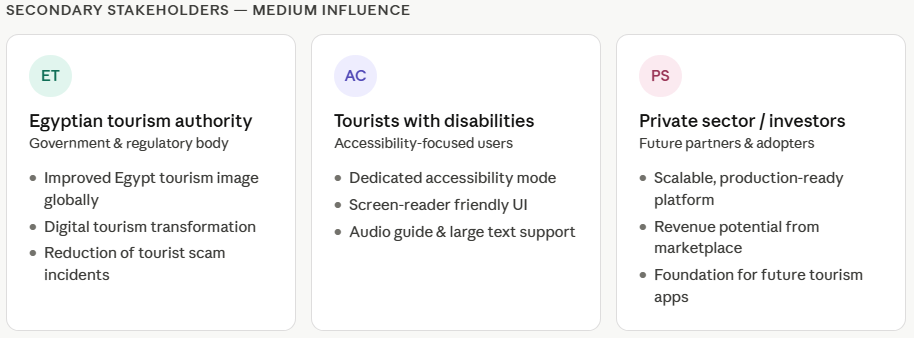 SECONDARY STAKEHOLDERS — MEDIUM INFLUENCE
ET
Egyptian tourism authority
Government & regulatory body
• Improved Egypt tourism image
globally
• Digital tourism transformation
• Reduction of tourist scam
incidents
AC
Tourists with disabilities
Accessibility-focused users
• Dedicated accessibility mode
• Screen-reader friendly UI
• Audio guide & large text support
PS
Private sector / investors
Future partners & adopters
• Scalable, production-ready
platform
• Revenue potential from
marketplace
• Foundation for future tourism
apps